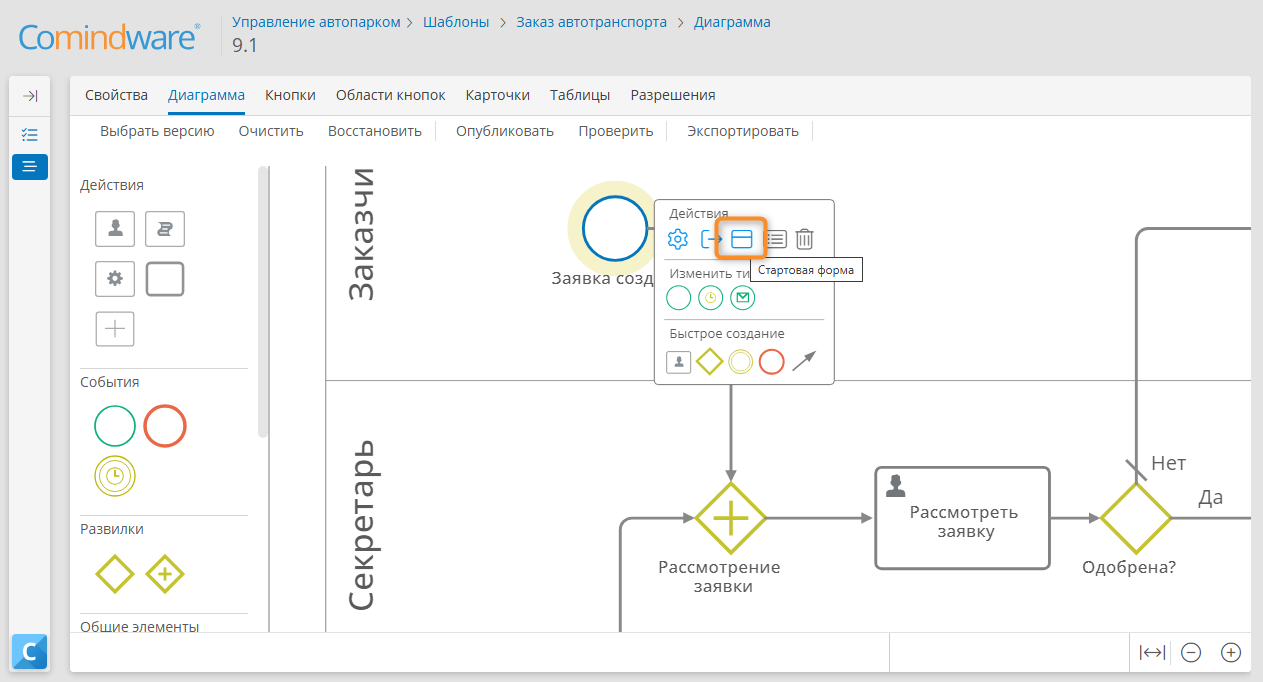 Comindware®
Управление автопарком > Шаблоны > Заказ автотранспорта > Диаграмма
9.1
Свойства Диаграмма Кнопки Области кнопок Карточки Таблицы Разрешения
Выбрать версию Очистить Восстановить Опубликовать Проверить Экспортировать
Действия
События
Развилки
Общие элементы
Заказчи
Заявка созд
Действия
Стартовая форма
Изменить ти
Быстрое создание
Секретарь
Рассмотрение
заявки
Рассмотреть
заявку
Одобрена?
Нет
Да
C